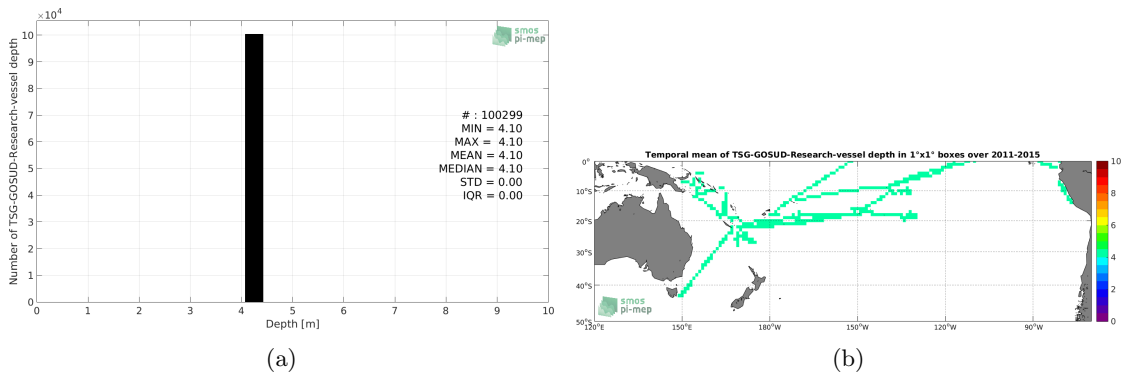 ×10⁴
10
9
8
7
6
5
4
3
2
1
0
Number of TSG-GOSUD-Research-vessel depth
smos
pi-mep
# : 100299
MIN = 4.10
MAX = 4.10
MEAN = 4.10
MEDIAN = 4.10
STD = 0.00
IQR = 0.00
0 1 2 3 4 5 6 7 8 9 10
Depth [m]
(a)
Temporal mean of TSG-GOSUD-Research-vessel depth in 1°x1° boxes over 2011-2015
0°
10°S
20°S
30°S
40°S
50°S
120°E 150°E 180°W 150°W 120°W 90°W
smos
pi-mep
10
8
6
4
2
0
(b)